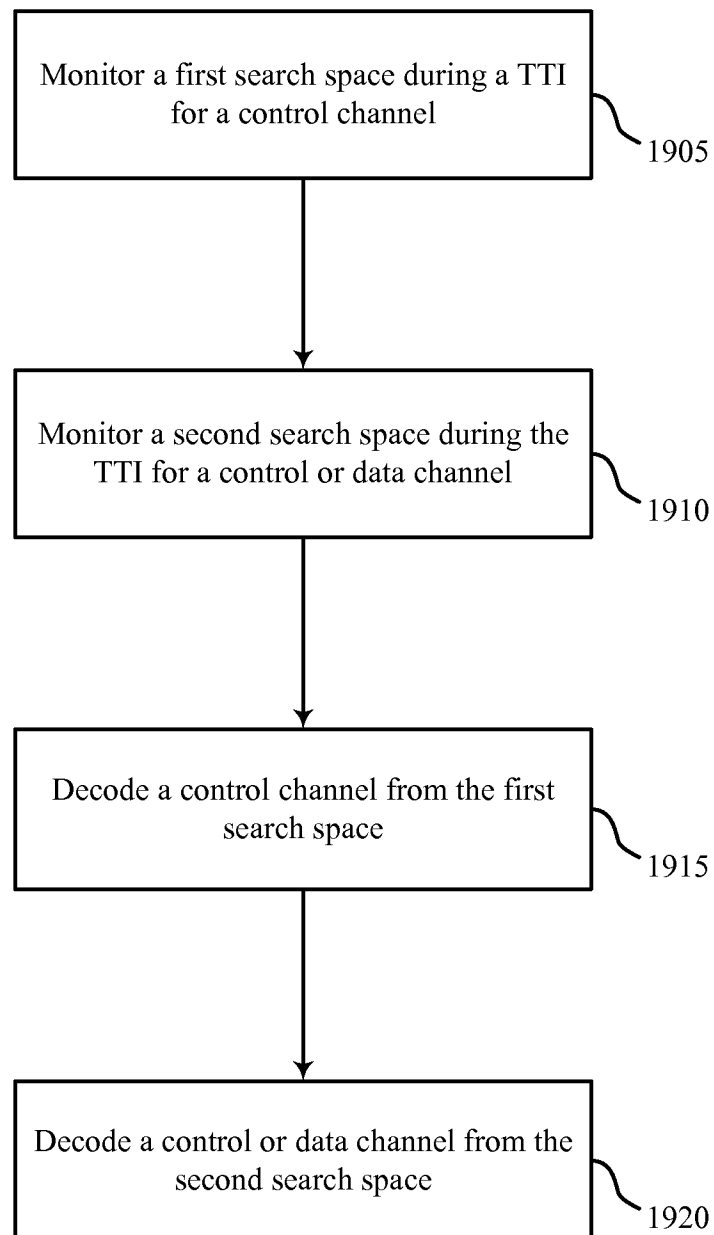 Monitor a first search space during a TTI
for a control channel
1905
Monitor a second search space during the
TTI for a control or data channel
1910
Decode a control channel from the first
search space
1915
Decode a control or data channel from the
second search space
1920